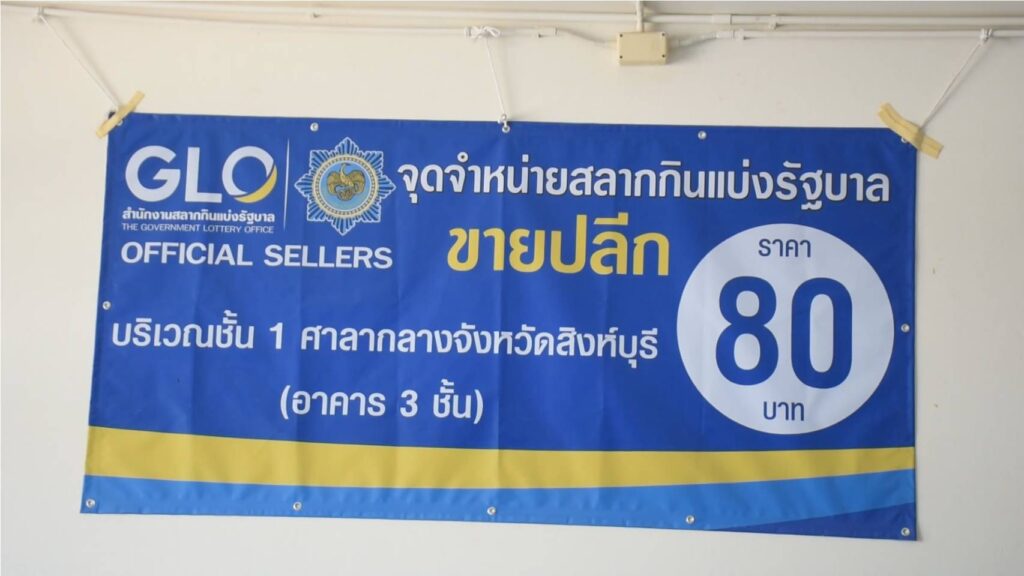 GLO
สำนักงานสลากกินแบ่งรัฐบาล
THE GOVERNMENT LOTTERY OFFICE
OFFICIAL SELLERS
จุดจำหน่ายสลากกินแบ่งรัฐบาล
ขายปลีก
ราคา
80
บาท
บริเวณชั้น 1 ศาลากลางจังหวัดสิงห์บุรี
(อาคาร 3 ชั้น)